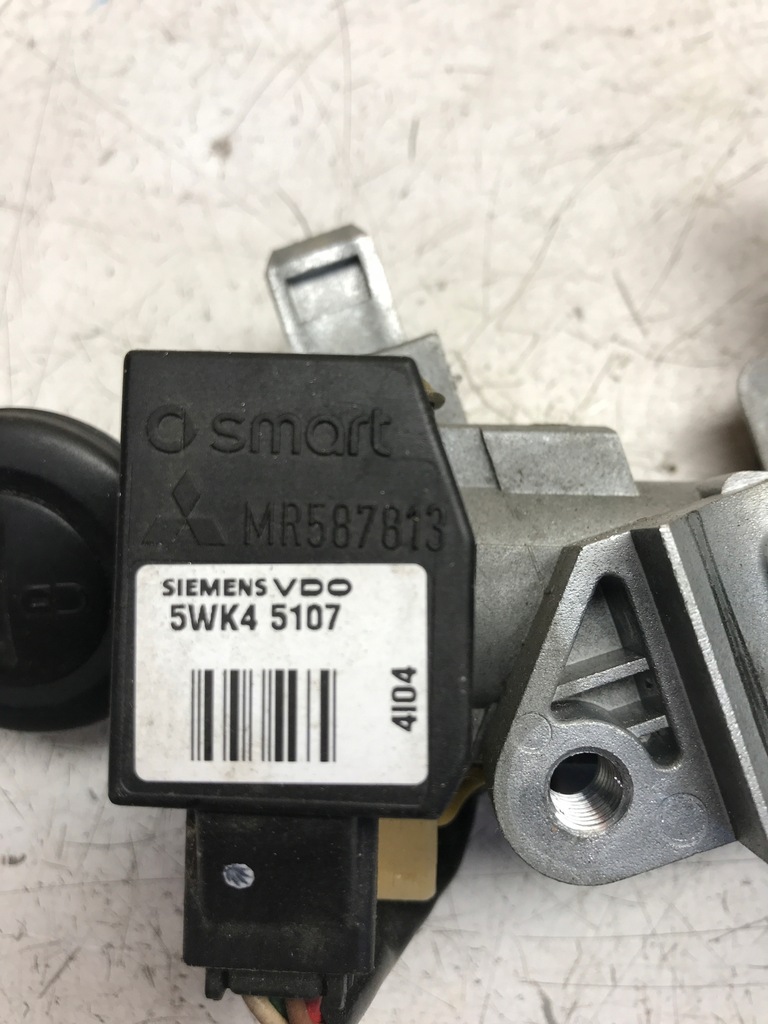 smart
MR587813
SIEMENS VDO
5WK4 5107
4I04